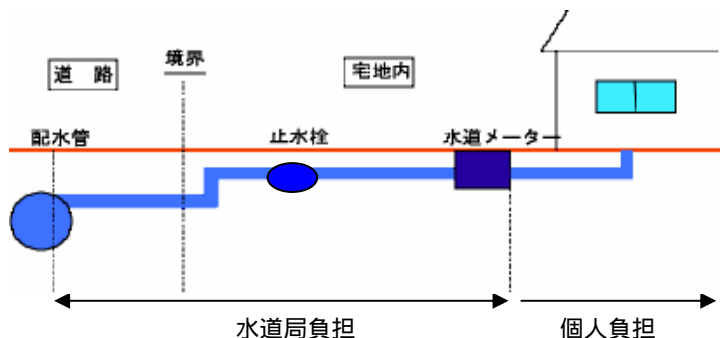 道 路
境界
宅地内
配水管
止水栓
水道メーター
水道局負担
個人負担